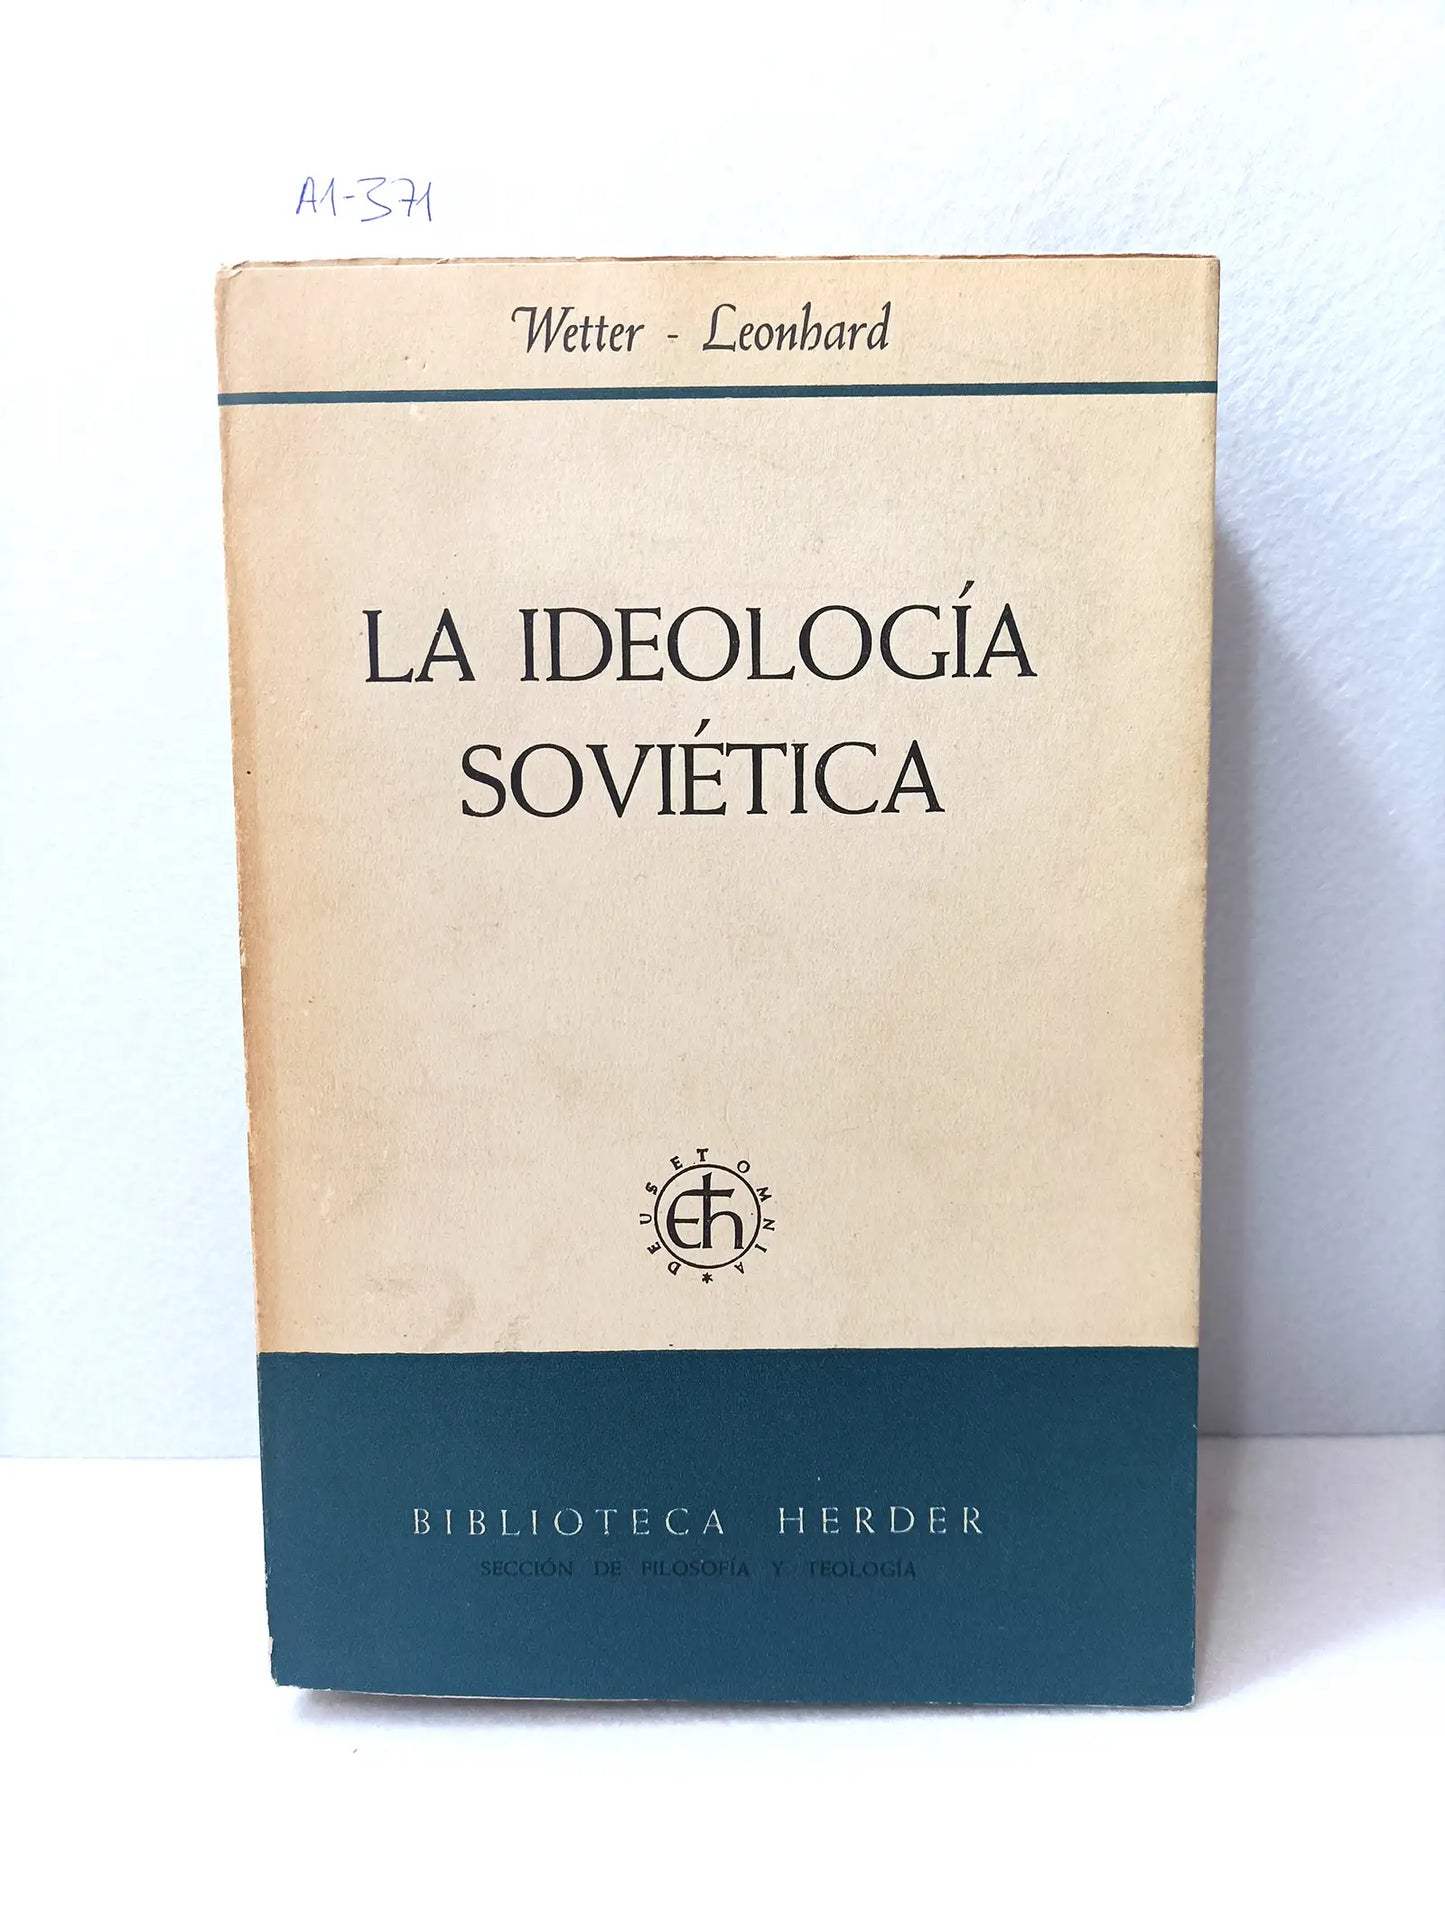 A1-371
Wetter - Leonhard
LA IDEOLOGÍA
SOVIÉTICA
DEUS ET OMNIA *
Eh
BIBLIOTECA HERDER
SECCIÓN DE FILOSOFÍA Y TEOLOGÍA